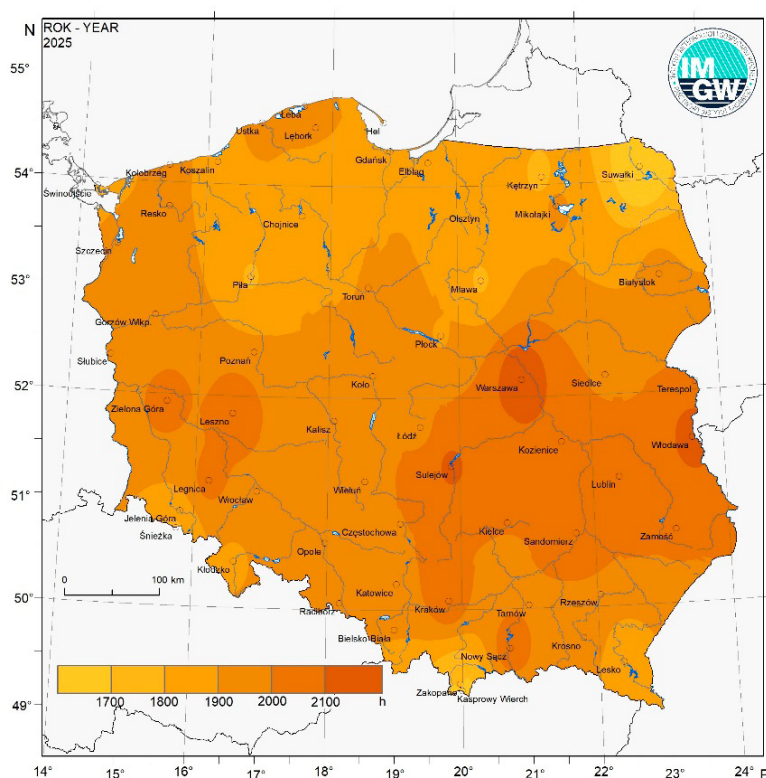 N
ROK - YEAR
2025
IM
GW
55°
54°
53°
52°
51°
50°
49°
Łeba
Ustka
Lębork
Hel
Gdańsk
Elbląg
Kołobrzeg
Koszalin
Kętrzyn
Suwałki
Świnoujście
Resko
Chojnice
Olsztyn
Mikołajki
Szczecin
Piła
Toruń
Mława
Białystok
Gorzów Wlkp.
Płock
Słubice
Poznań
Koło
Warszawa
Siedlce
Terespol
Zielona Góra
Leszno
Kalisz
Łódź
Kozienice
Włodawa
Sulejów
Legnica
Wrocław
Wieluń
Lublin
Jelenia Góra
Śnieżka
Częstochowa
Kielce
Sandomierz
Zamość
Opole
Kłodzko
0 100 km
Katowice
Racibórz
Kraków
Tarnów
Rzeszów
Bielsko-Biała
Nowy Sącz
Krosno
Lesko
Zakopane
Kasprowy Wierch
1700 1800 1900 2000 2100 h
14° 15° 16° 17° 18° 19° 20° 21° 22° 23° 24° E